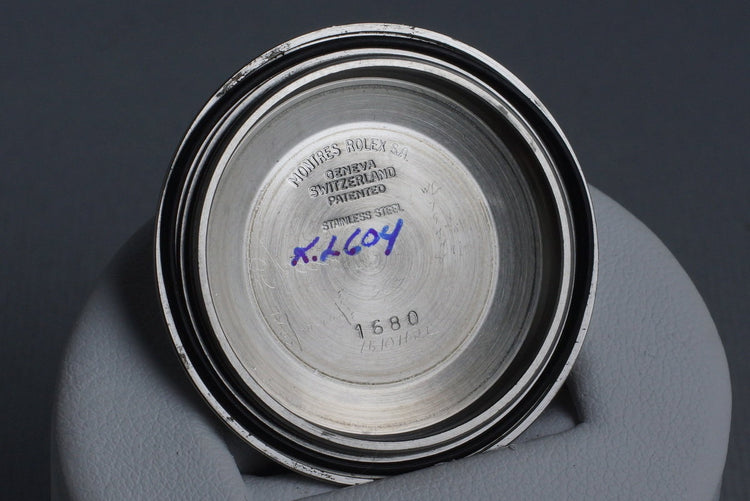 MONTRES ROLEX S.A.
GENEVA
SWITZERLAND
PATENTED
STAINLESS STEEL
X.L604
1680